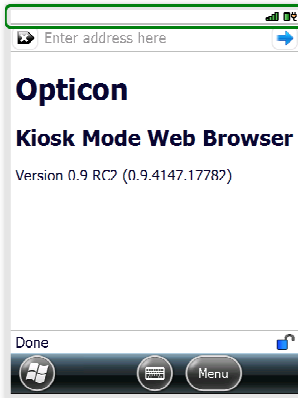 Enter address here
Opticon
Kiosk Mode Web Browser
Version 0.9 RC2 (0.9.4147.17782)
Done
Menu